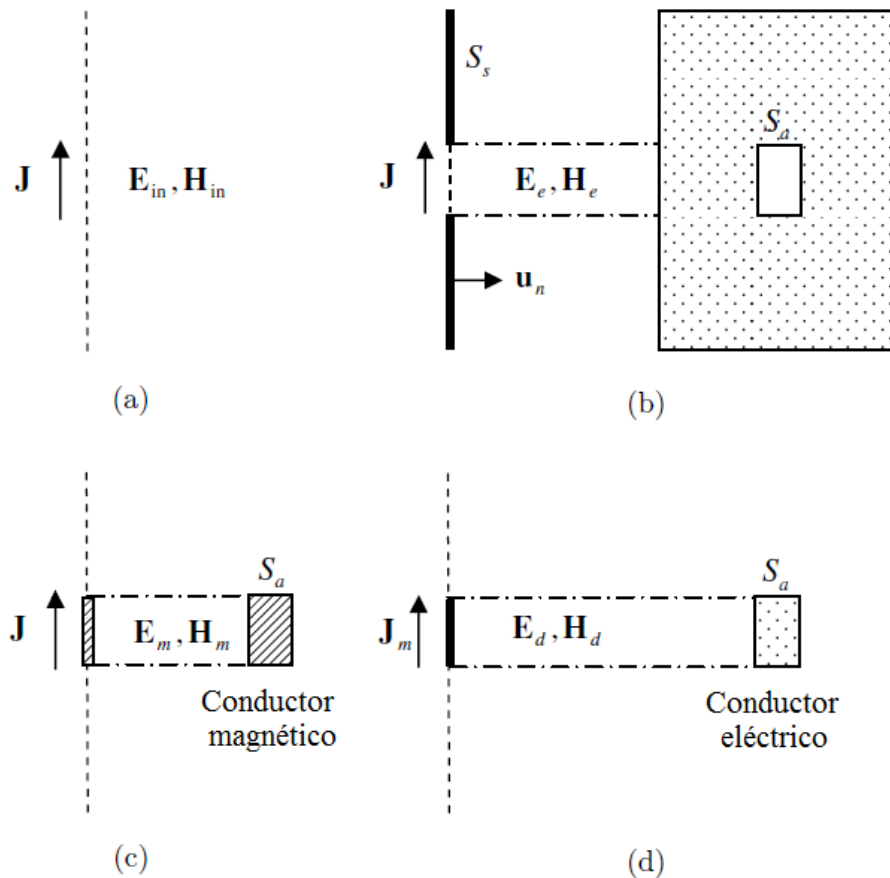 J
E_in, H_in
(a)
S_s
J
E_e, H_e
u_n
S_a
(b)
J
E_m, H_m
S_a
Conductor
magnético
(c)
J_m
E_d, H_d
S_a
Conductor
eléctrico
(d)